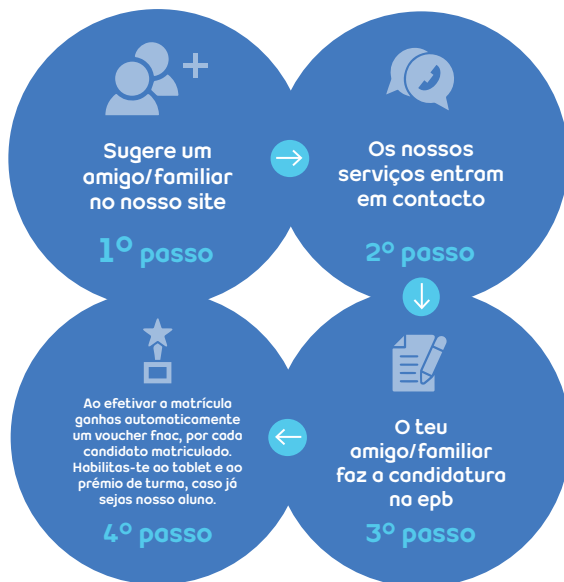 Sugere um
amigo/familiar
no nosso site
1º passo
Os nossos
serviços entram
em contacto
2º passo
O teu
amigo/familiar
faz a candidatura
na epb
3º passo
Ao efetivar a matrícula
ganhas automaticamente
um voucher fnac, por cada
candidato matriculado.
Habilitas-te ao tablet e ao
prémio de turma, caso já
sejas nosso aluno.
4º passo